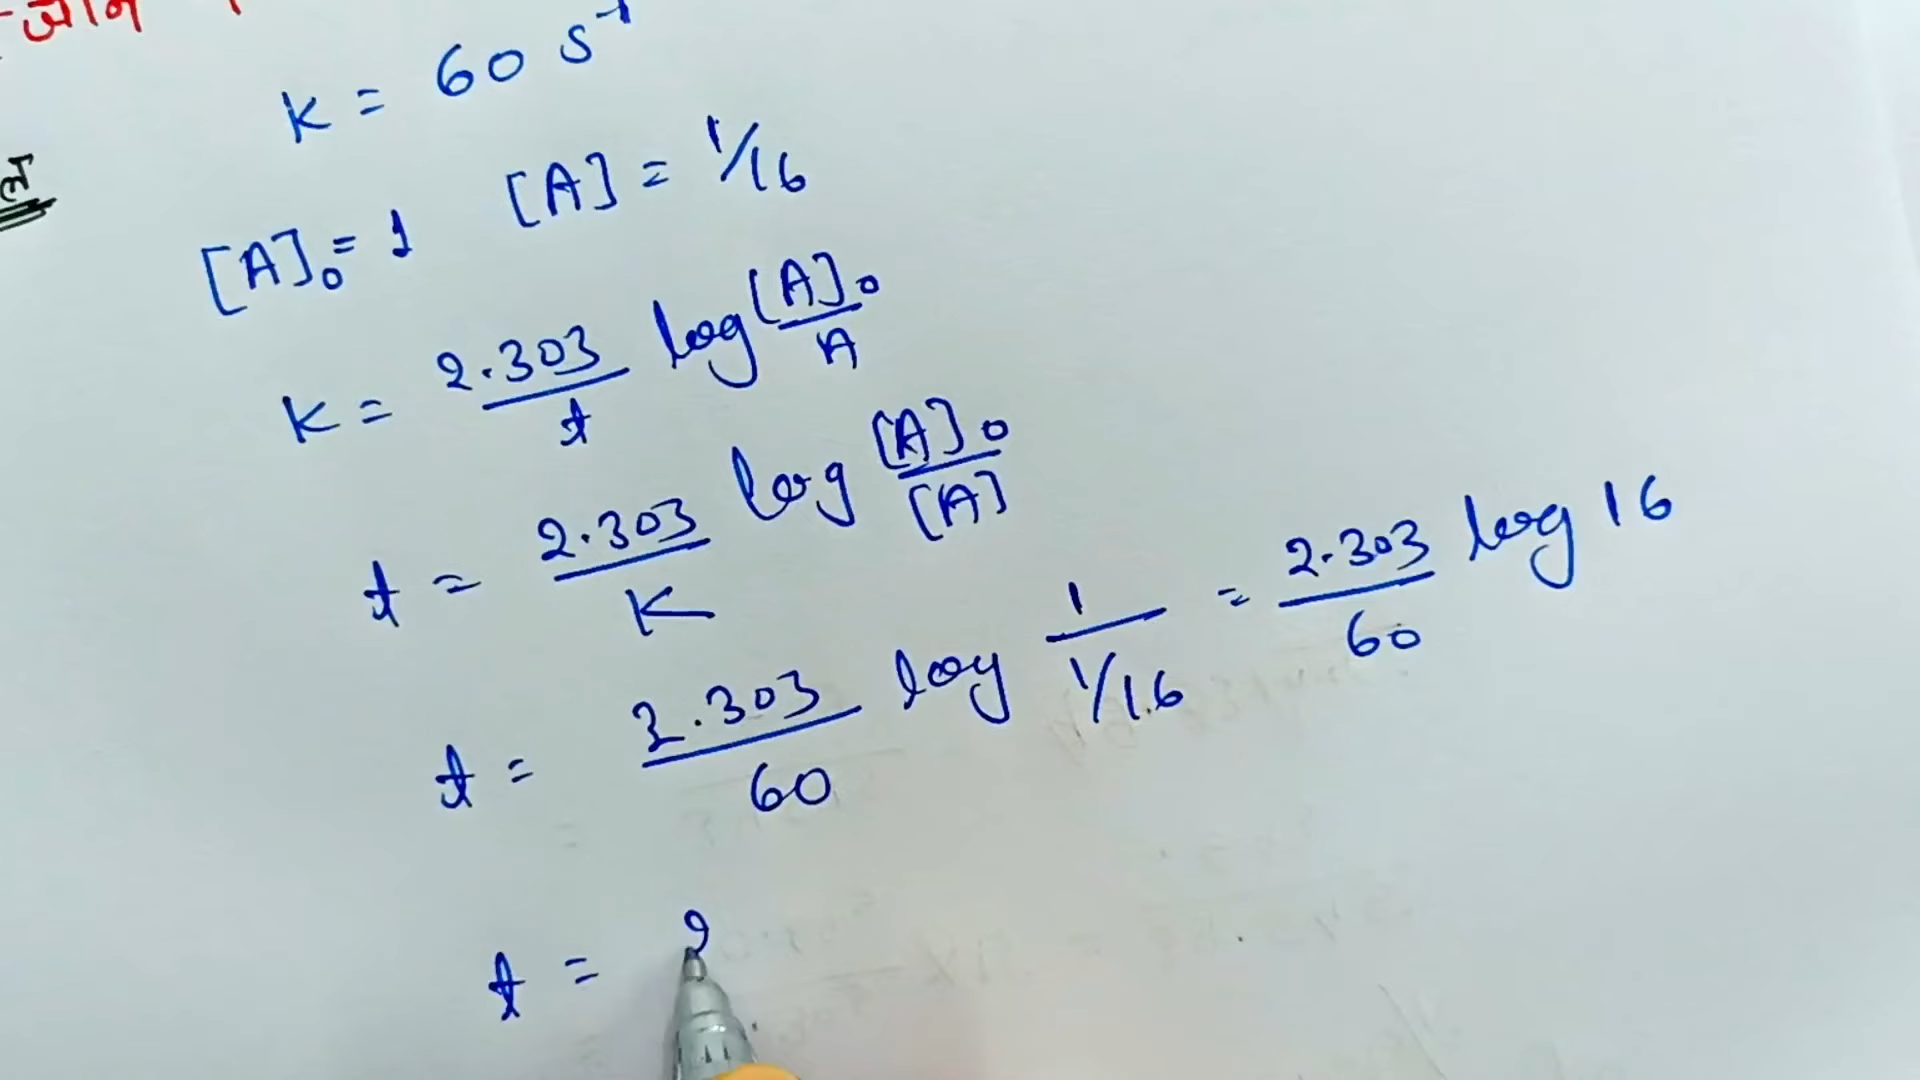 K = 60 s⁻¹
[A]₀ = 1 [A] = 1/16
K = 2.303/t log [A]₀/A
t = 2.303/K log [A]₀/[A]
t = 2.303/60 log 1/(1/16) = 2.303/60 log 16
t = 2